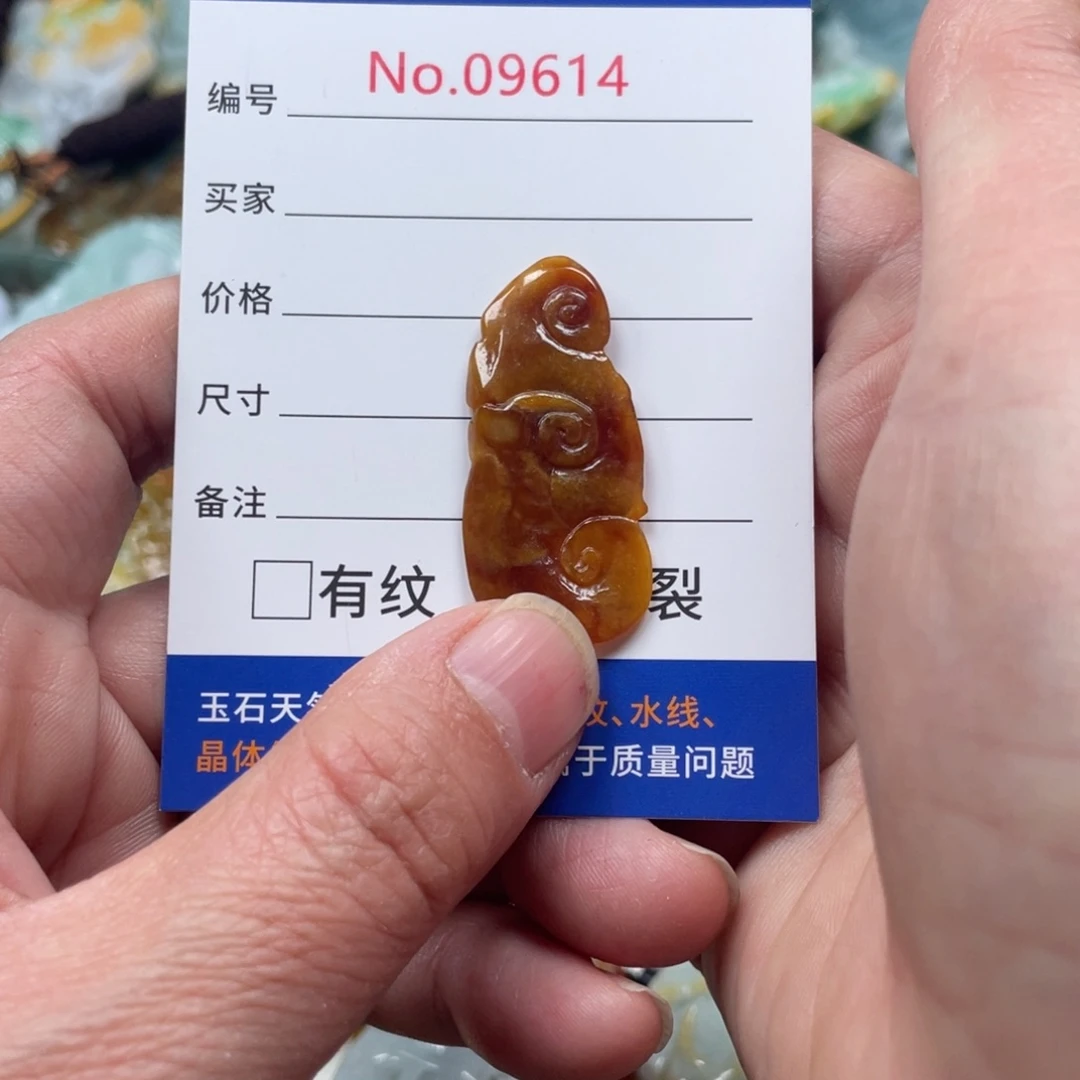 编号 No.09614
买家
价格
尺寸
备注
□有纹 裂
玉石天 纹、水线、
晶体 于质量问题